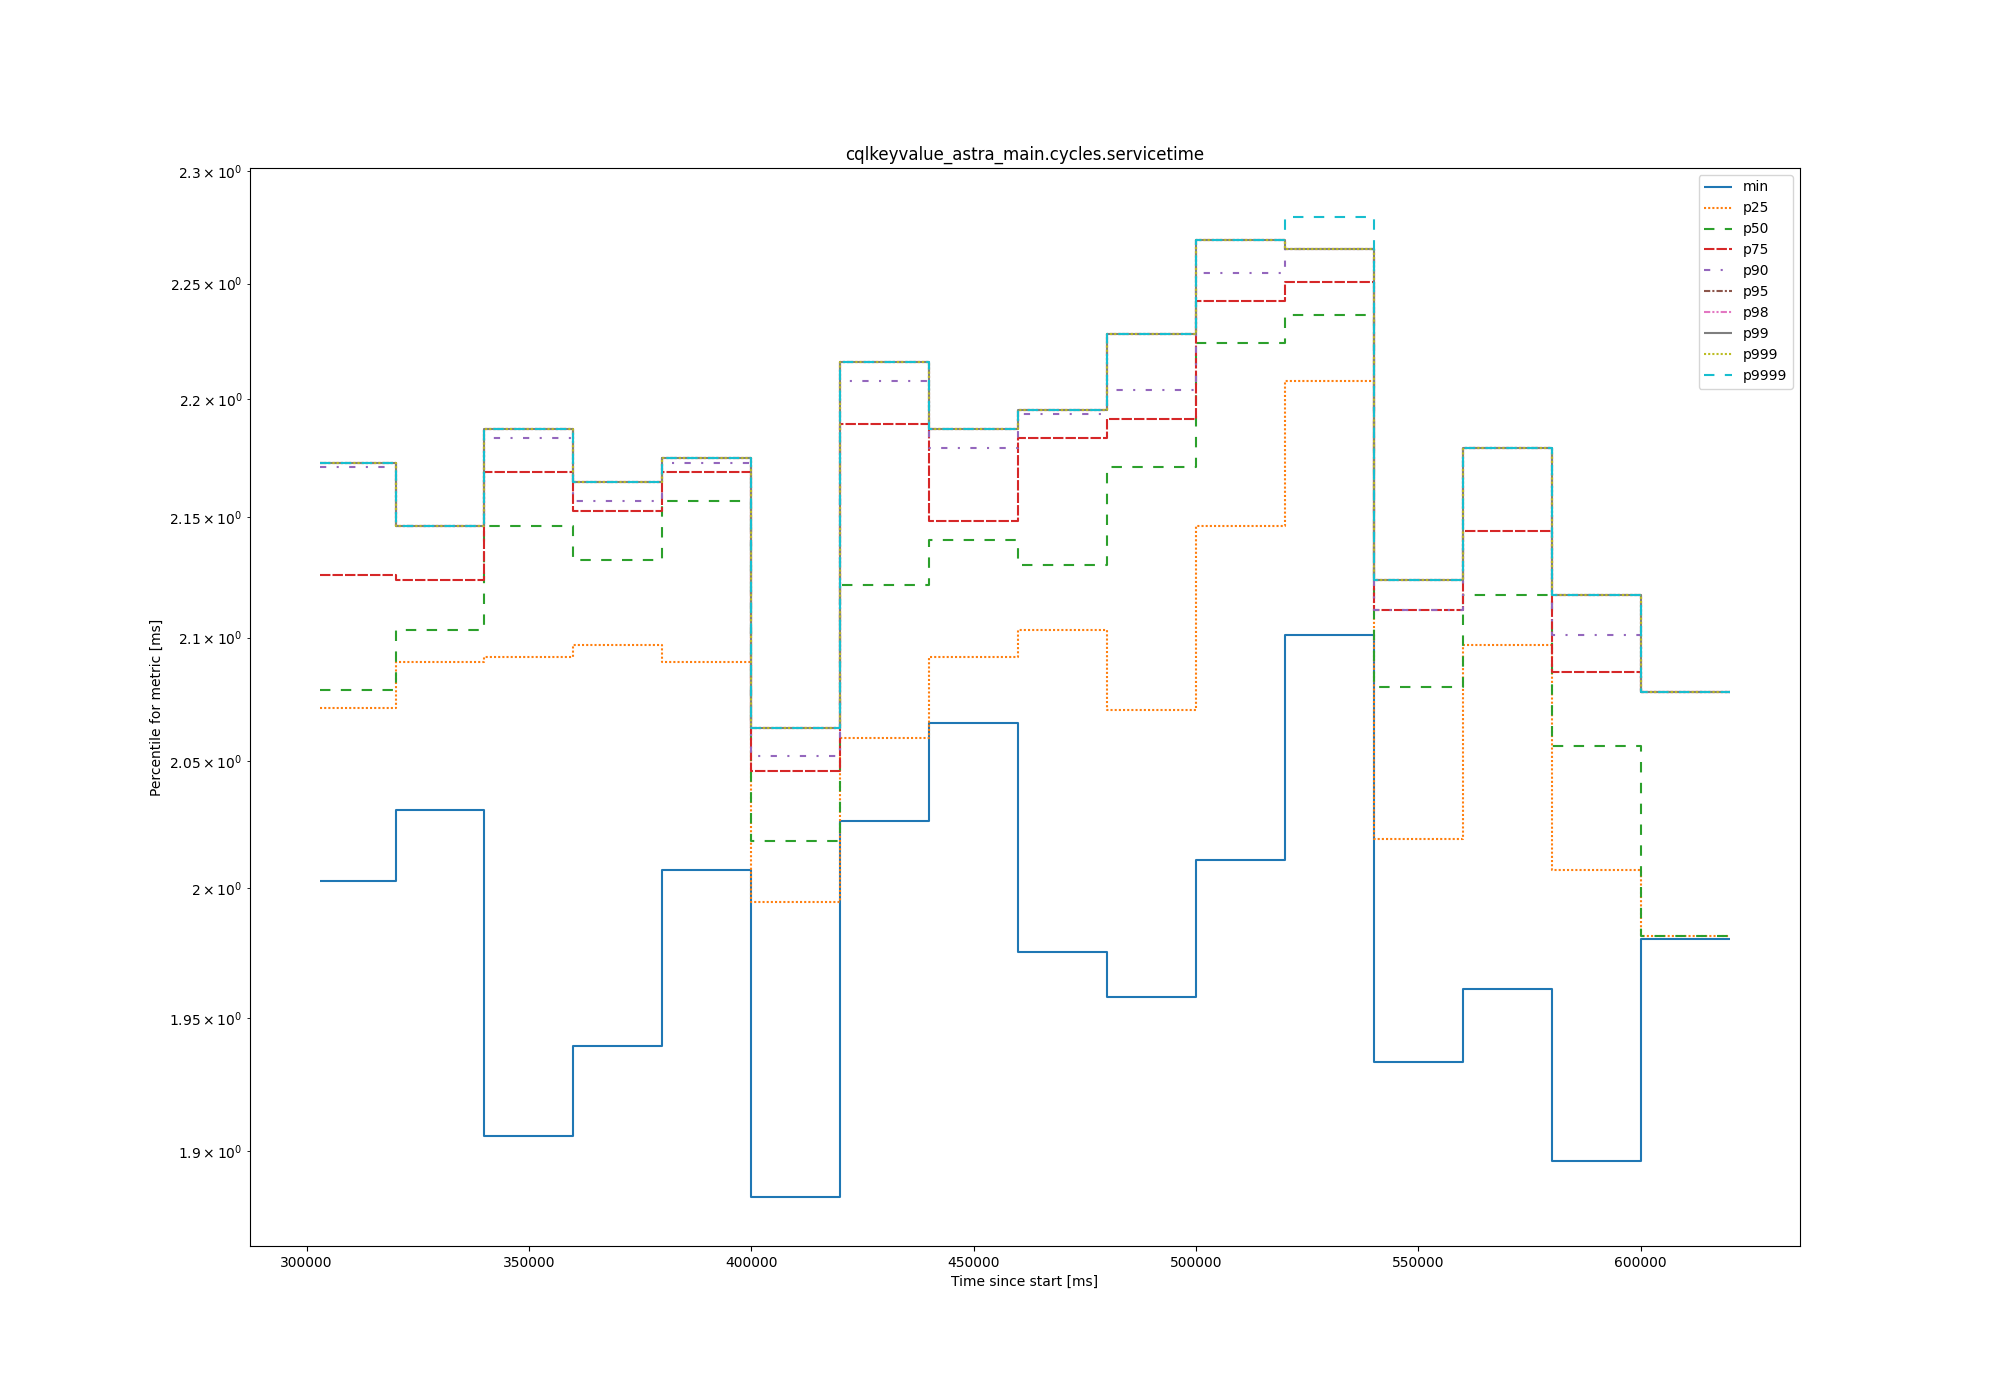 cqlkeyvalue_astra_main.cycles.servicetime
2.3 × 10⁰
2.25 × 10⁰
2.2 × 10⁰
2.15 × 10⁰
2.1 × 10⁰
2.05 × 10⁰
2 × 10⁰
1.95 × 10⁰
1.9 × 10⁰
Percentile for metric [ms]
min
p25
p50
p75
p90
p95
p98
p99
p999
p9999
300000
350000
400000
450000
500000
550000
600000
Time since start [ms]